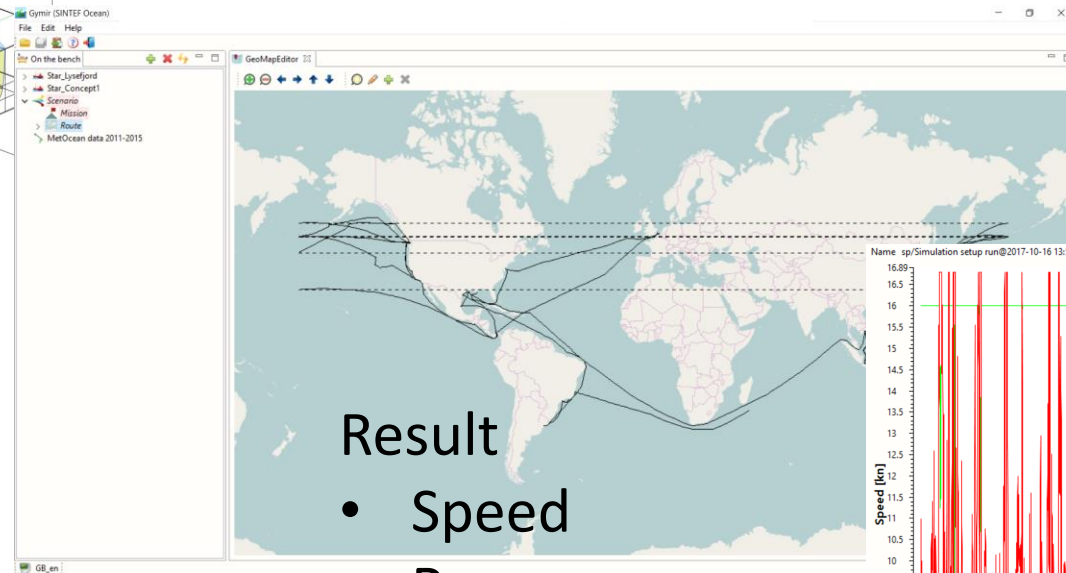 Gymir (SINTEF Ocean)
File Edit Help
On the bench
GeoMapEditor
Star_Lysefjord
Star_Concept1
Scenario
Mission
Route
MetOcean data 2011-2015
Name sp/Simulation setup run@2017-10-16 13:
16.89
16.5
16
15.5
15
14.5
14
13.5
13
12.5
12
11.5
11
10.5
10
Speed [kn]
Result
• Speed
GB_en